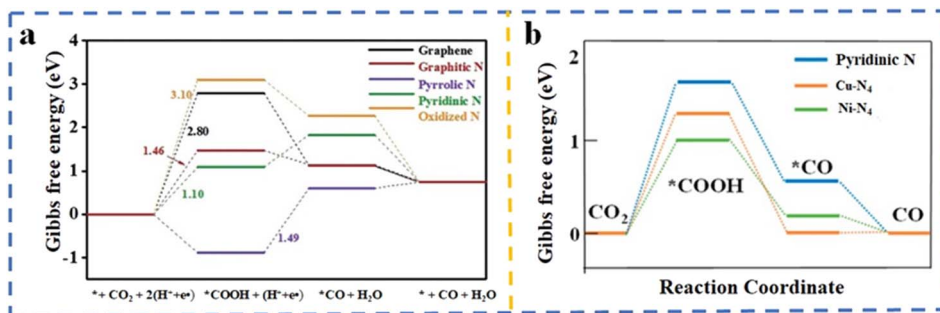 a
Gibbs free energy (eV)
4
3
2
1
0
-1
Graphene
Graphitic N
Pyrrolic N
Pyridinic N
Oxidized N
3.10
2.80
1.46
1.10
1.49
*+ CO₂ + 2(H⁺+e⁻)
*COOH + (H⁺+e⁻)
*CO + H₂O
* + CO + H₂O
b
Gibbs free energy (eV)
2
1
0
Pyridinic N
Cu-N₄
Ni-N₄
CO₂
*COOH
*CO
CO
Reaction Coordinate